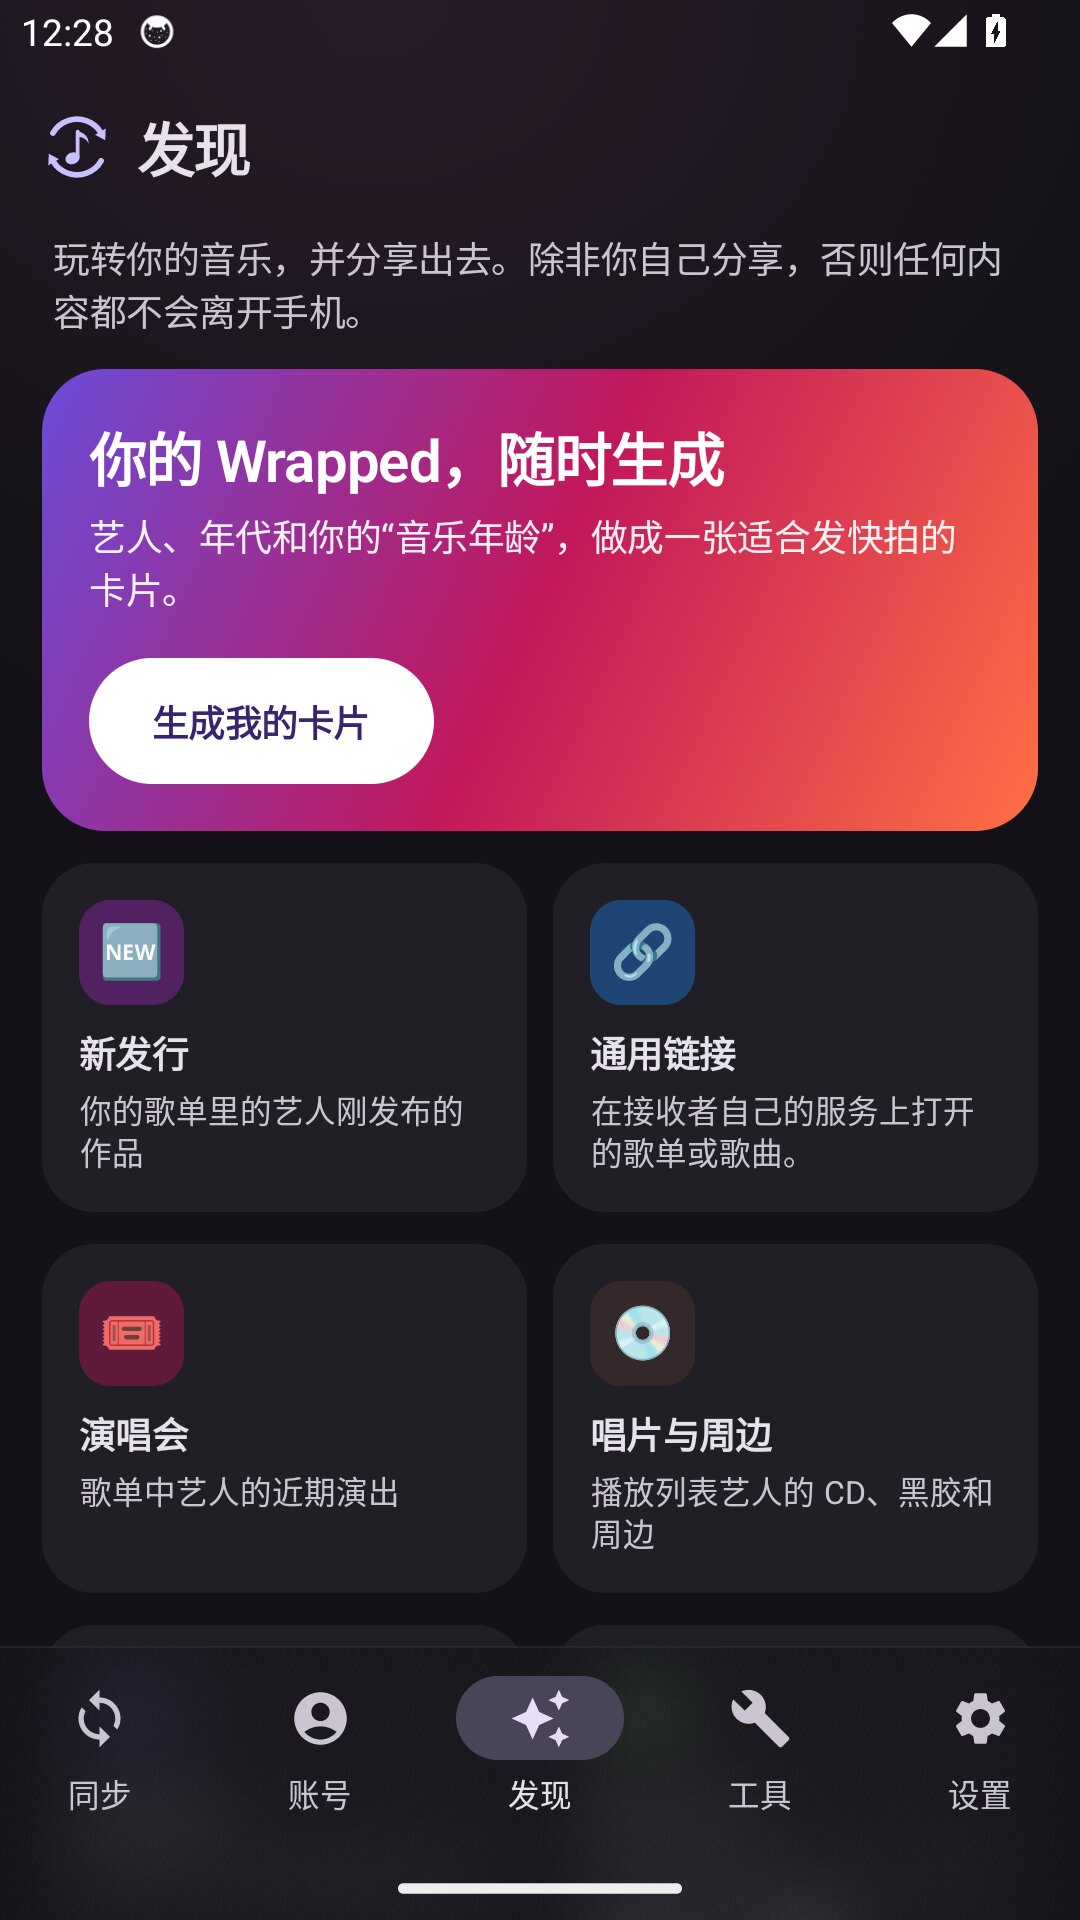 12:28
发现
玩转你的音乐，并分享出去。除非你自己分享，否则任何内
容都不会离开手机。
你的 Wrapped，随时生成
艺人、年代和你的“音乐年龄”，做成一张适合发快拍的
卡片。
生成我的卡片
NEW
新发行
你的歌单里的艺人刚发布的
作品
通用链接
在接收者自己的服务上打开
的歌单或歌曲。
演唱会
歌单中艺人的近期演出
唱片与周边
播放列表艺人的 CD、黑胶和
周边
同步
账号
发现
工具
设置